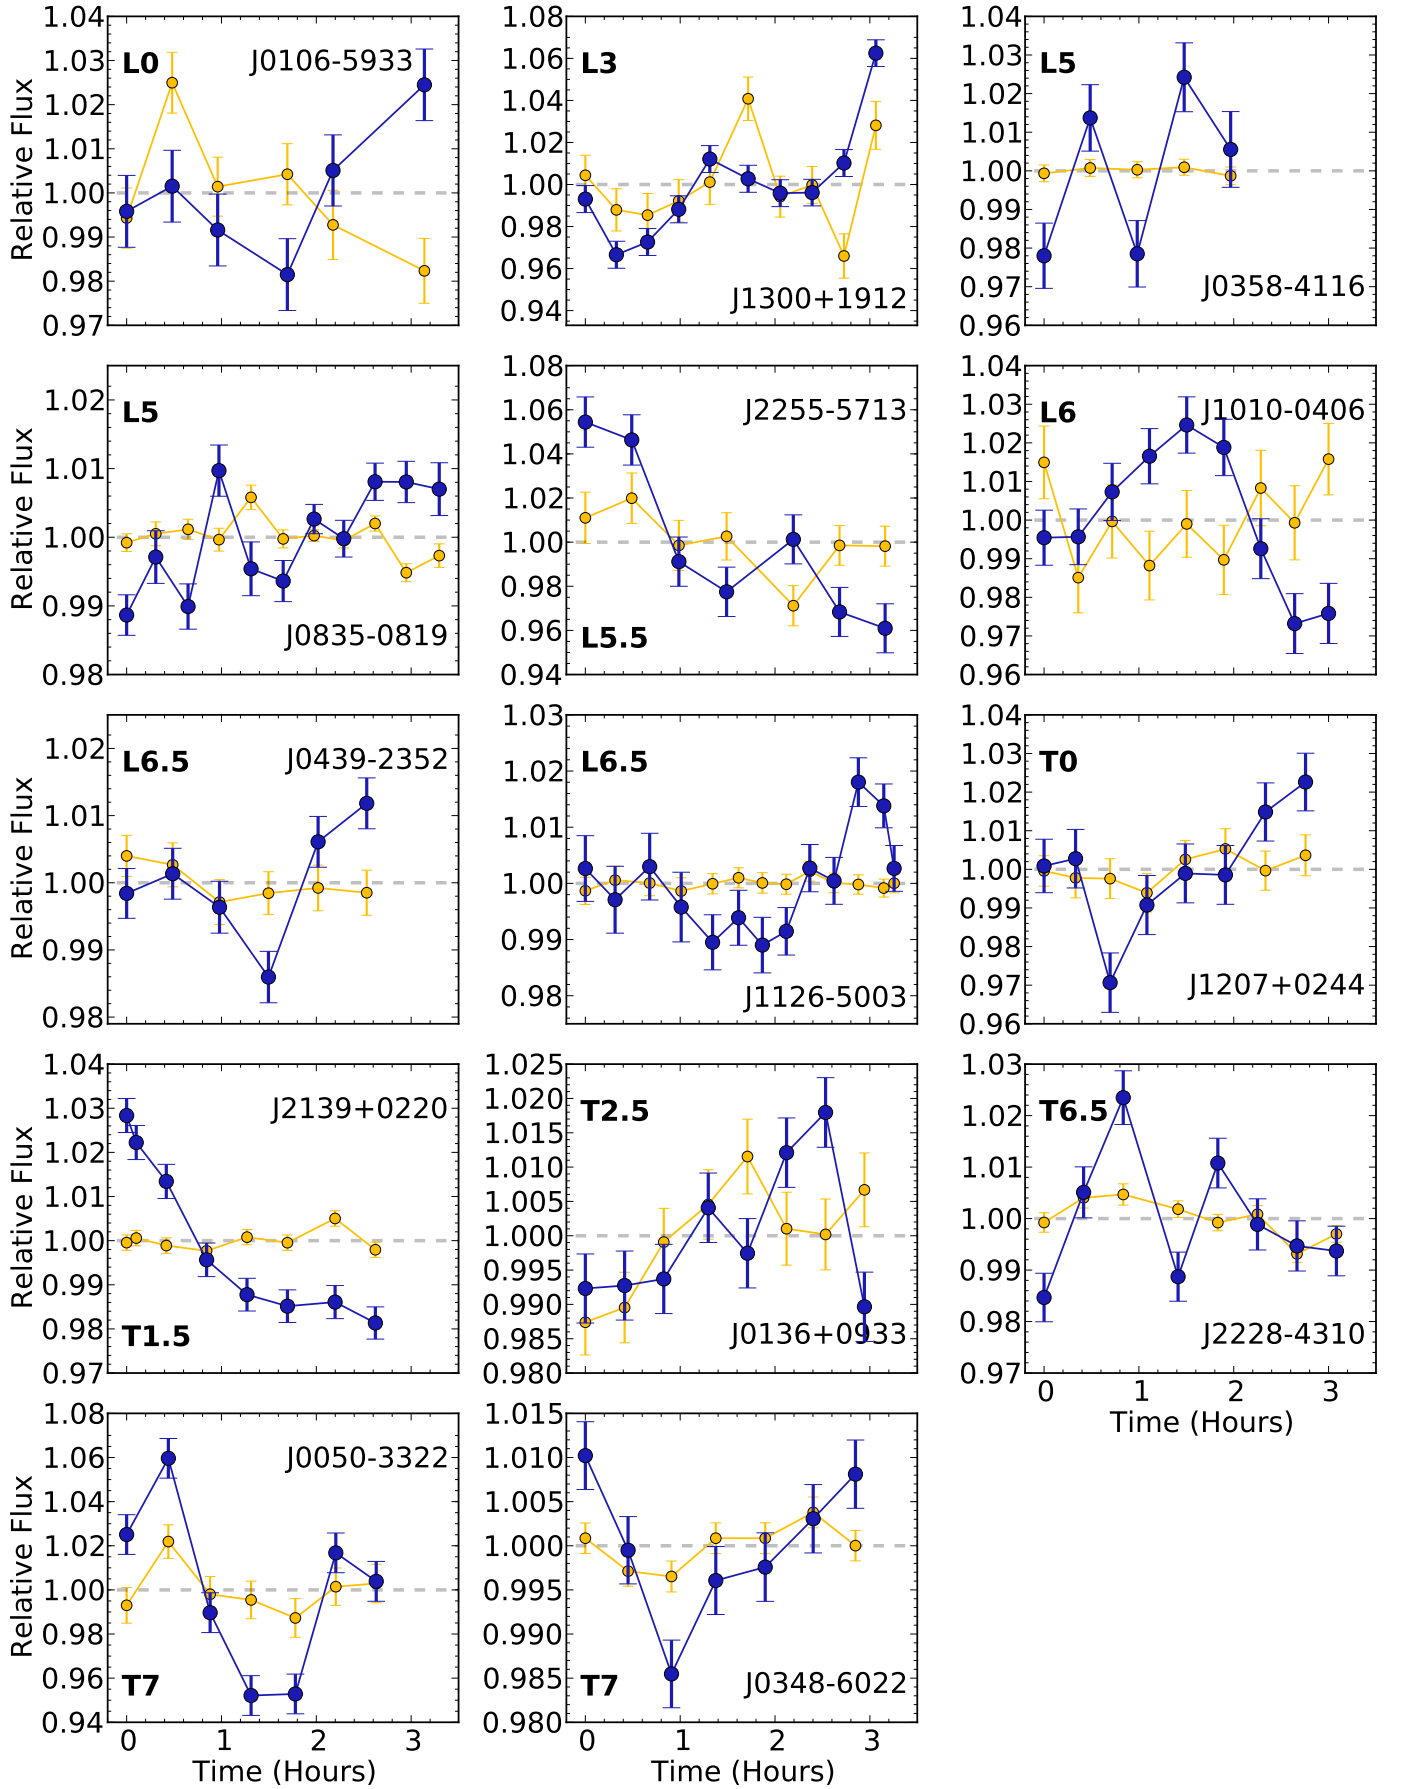 1.04
1.03
1.02
1.01
1.00
0.99
0.98
0.97
Relative Flux
L0
J0106-5933
1.08
1.06
1.04
1.02
1.00
0.98
0.96
0.94
L3
J1300+1912
1.04
1.03
1.02
1.01
1.00
0.99
0.98
0.97
0.96
L5
J0358-4116
1.02
1.01
1.00
0.99
0.98
Relative Flux
L5
J0835-0819
1.08
1.06
1.04
1.02
1.00
0.98
0.96
0.94
J2255-5713
L5.5
1.04
1.03
1.02
1.01
1.00
0.99
0.98
0.97
0.96
L6
J1010-0406
1.02
1.01
1.00
0.99
0.98
Relative Flux
L6.5
J0439-2352
1.03
1.02
1.01
1.00
0.99
0.98
L6.5
J1126-5003
1.04
1.03
1.02
1.01
1.00
0.99
0.98
0.97
0.96
T0
J1207+0244
1.04
1.03
1.02
1.01
1.00
0.99
0.98
0.97
Relative Flux
J2139+0220
T1.5
1.025
1.020
1.015
1.010
1.005
1.000
0.995
0.990
0.985
0.980
T2.5
J0136+0933
1.03
1.02
1.01
1.00
0.99
0.98
0.97
T6.5
J2228-4310
0 1 2 3
Time (Hours)
1.08
1.06
1.04
1.02
1.00
0.98
0.96
0.94
Relative Flux
J0050-3322
T7
0 1 2 3
Time (Hours)
1.015
1.010
1.005
1.000
0.995
0.990
0.985
0.980
T7
J0348-6022
0 1 2 3
Time (Hours)